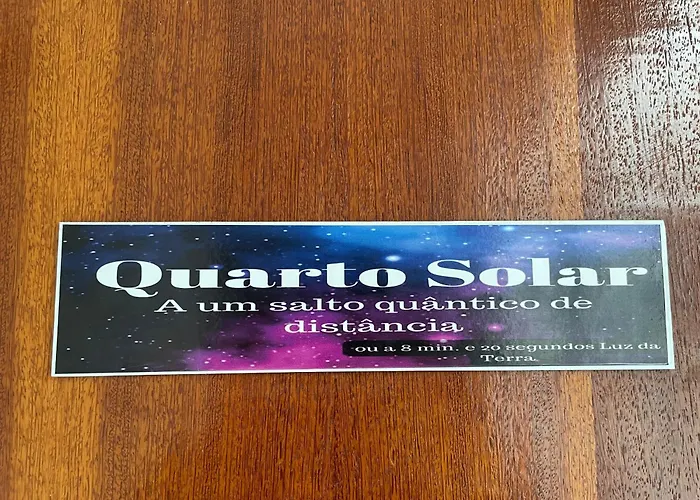 Quarto Solar
A um salto quântico de
distância
ou a 8 min. e 20 segundos Luz da
Terra.